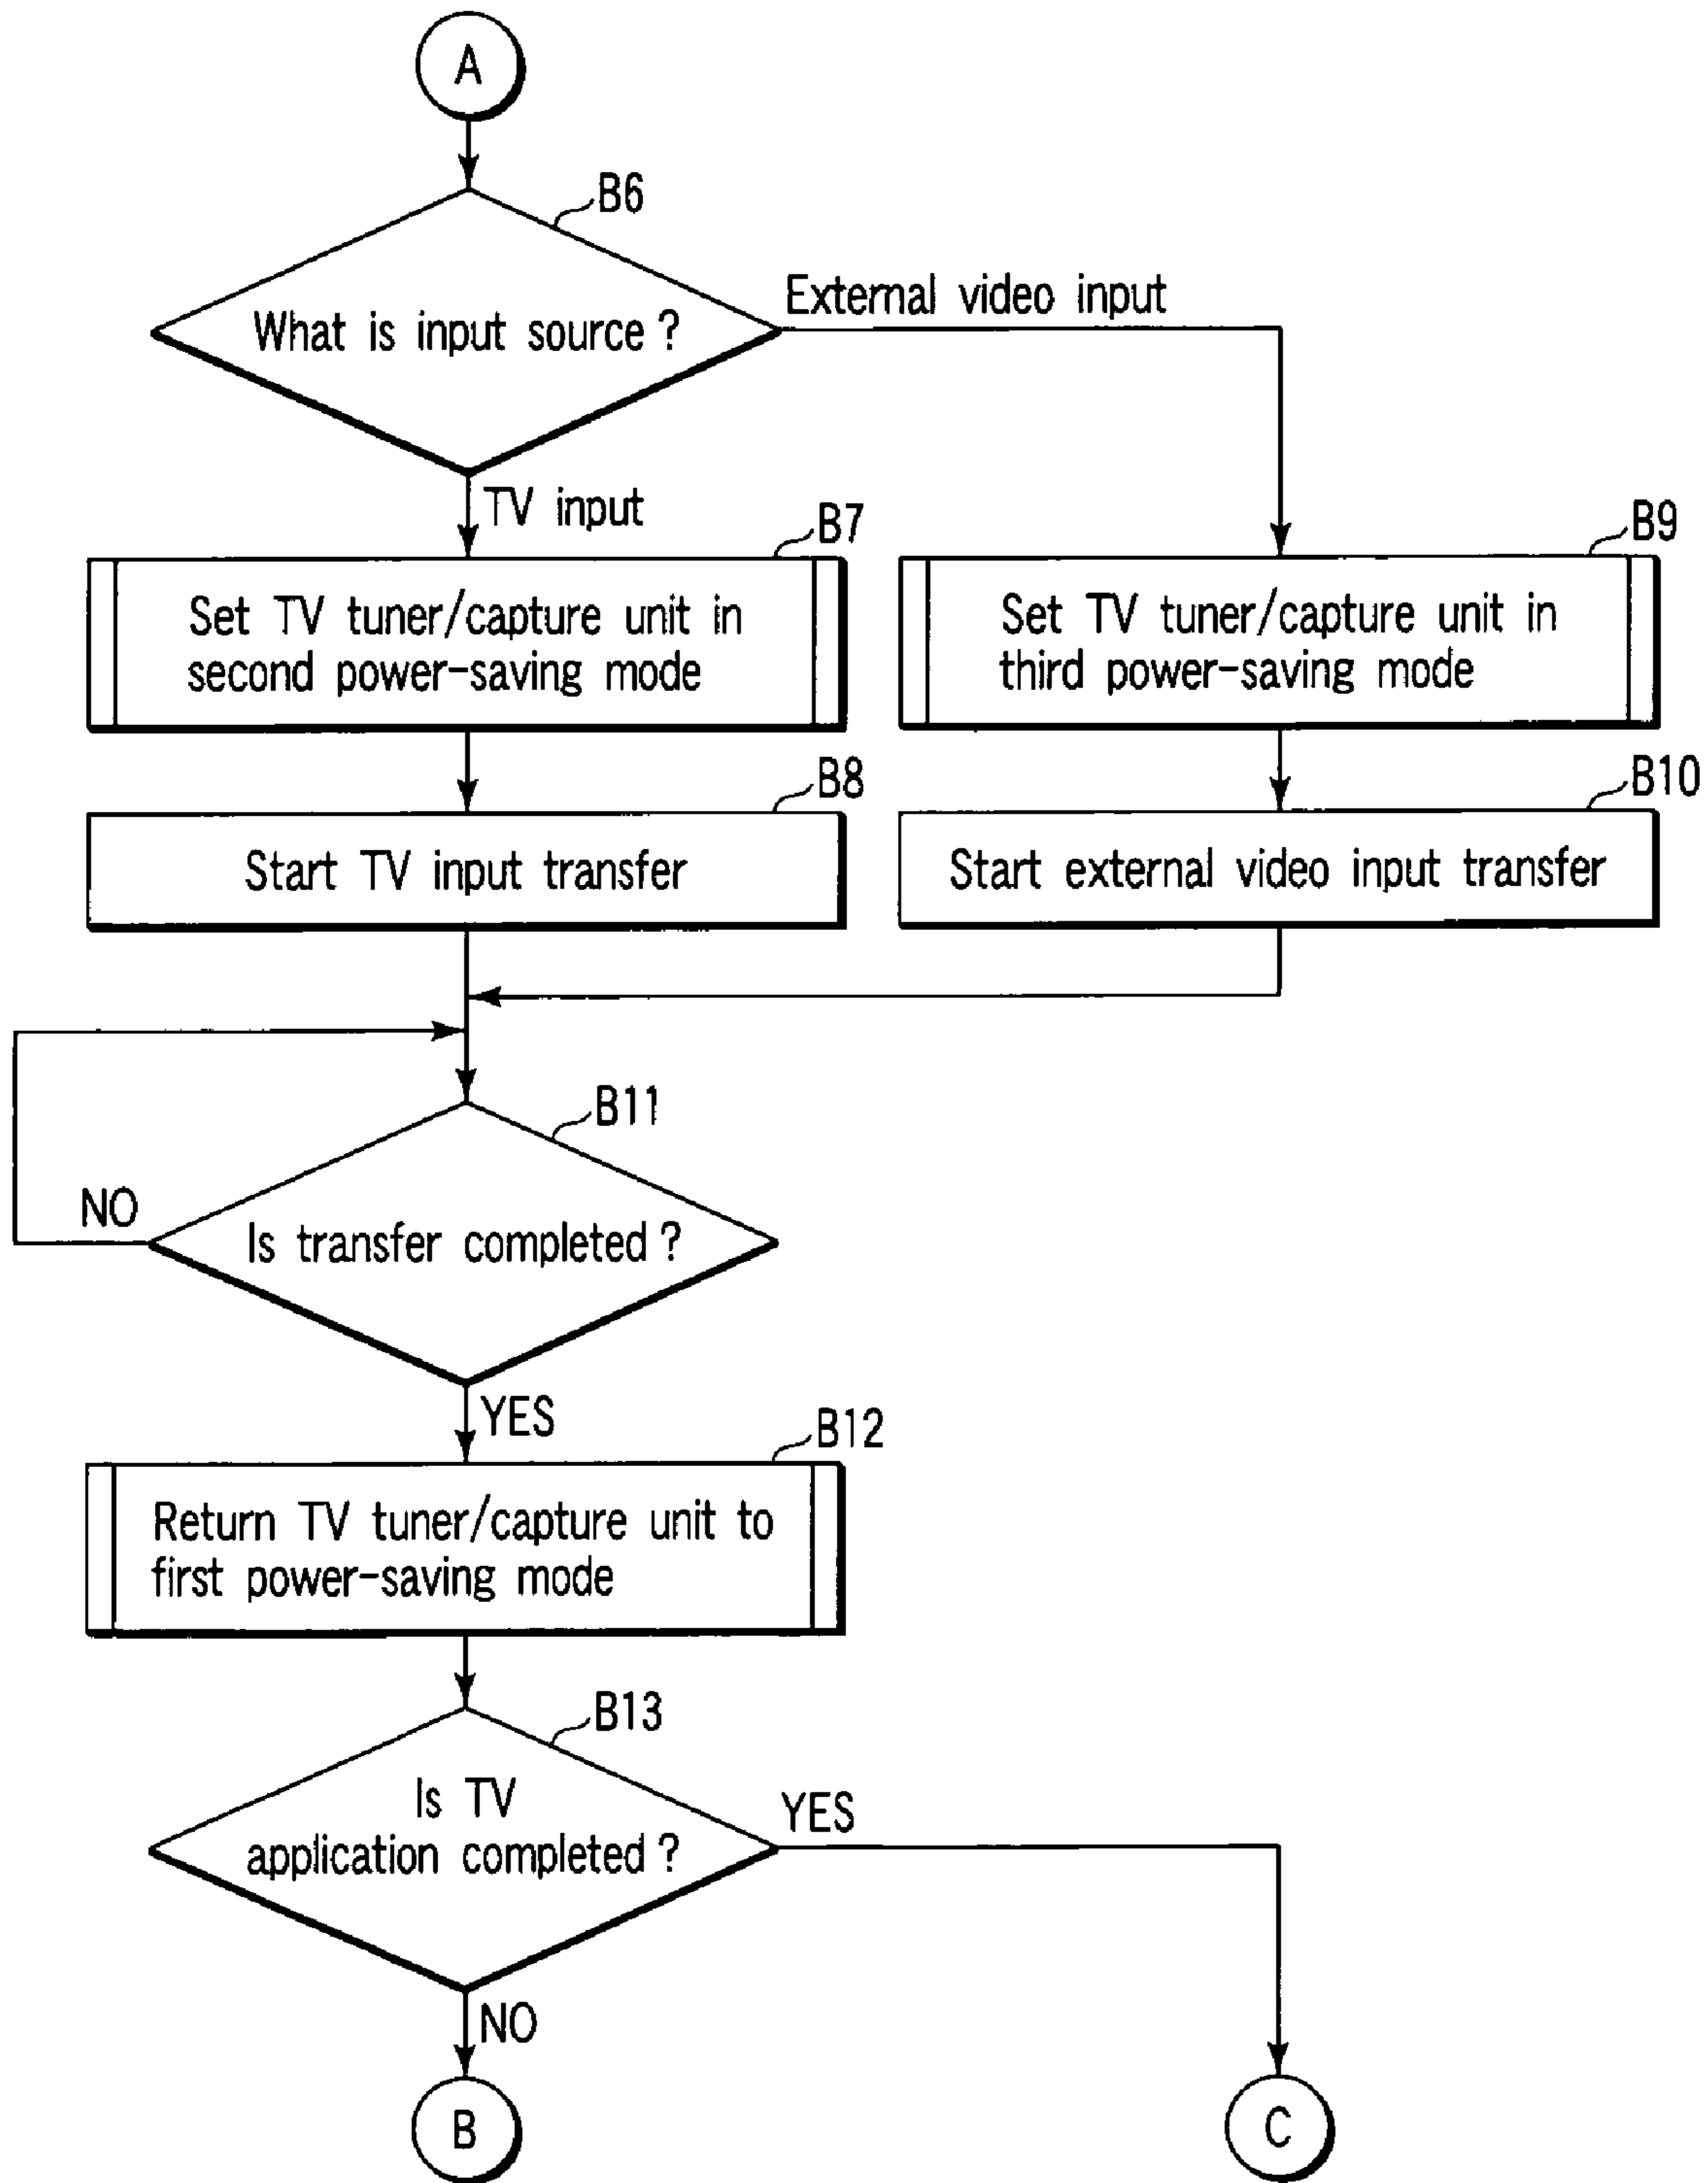 A
B6
External video input
What is input source ?
TV input
B7
B9
Set TV tuner/capture unit in
second power-saving mode
Set TV tuner/capture unit in
third power-saving mode
B8
B10
Start TV input transfer
Start external video input transfer
B11
NO
Is transfer completed ?
YES
B12
Return TV tuner/capture unit to
first power-saving mode
B13
Is TV
application completed ?
YES
NO
B
C